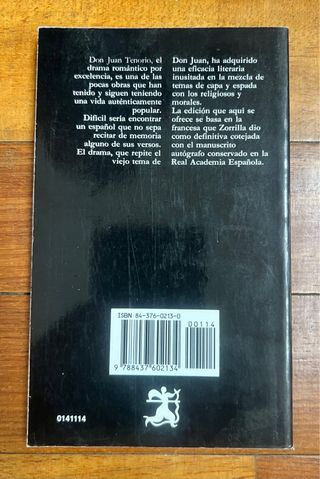 Don Juan Tenorio, el
drama romántico por
excelencia, es una de las
pocas obras que han
tenido y siguen teniendo
una vida auténticamente
popular.
Difícil sería encontrar
un español que no sepa
recitar de memoria
alguno de sus versos.
El drama, que repite el
viejo tema de
Don Juan, ha adquirido
una eficacia literaria
inusitada en la mezcla de
temas de capa y espada
con los religiosos y
morales.
La edición que aquí se
ofrece se basa en la
francesa que Zorrilla dio
como definitiva cotejada
con el manuscrito
autógrafo conservado en la
Real Academia Española.
ISBN 84-376-0213-0
00114
9 788437 602134
0141114